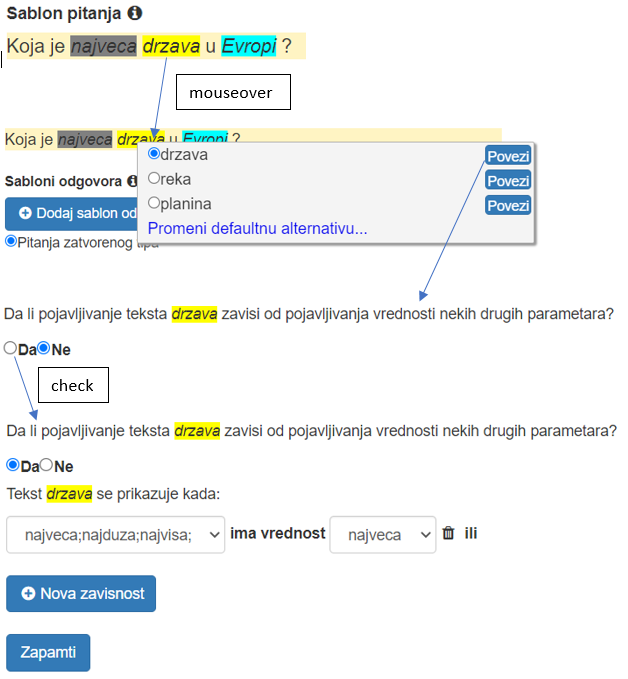 Sablon pitanja
Koja je najveca drzava u Evropi ?
mouseover
Koja je najveca drzava u Evropi ?
drzava Povezi
Sabloni odgovora
reka Povezi
planina Povezi
Dodaj sablon od
Promeni defaultnu alternativu...
Pitanja zatvorenog tipa
Da li pojavljivanje teksta drzava zavisi od pojavljivanja vrednosti nekih drugih parametara?
Da Ne
check
Da li pojavljivanje teksta drzava zavisi od pojavljivanja vrednosti nekih drugih parametara?
Da Ne
Tekst drzava se prikazuje kada:
najveca;najduza;najvisa; ima vrednost najveca ili
Nova zavisnost
Zapamti